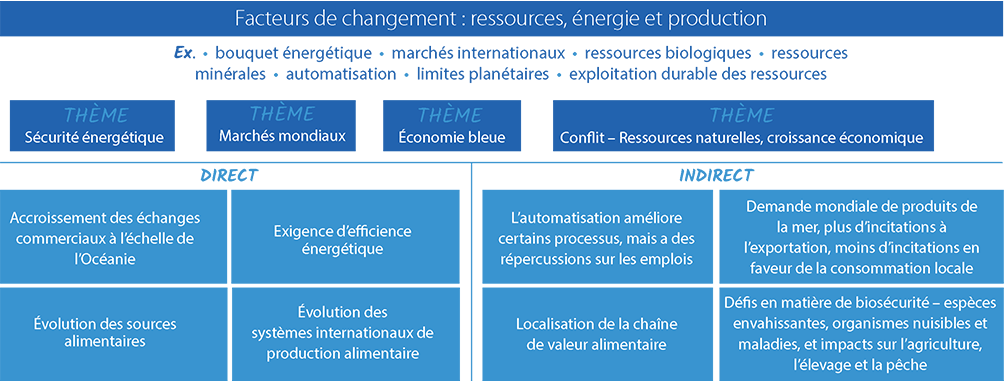 Facteurs de changement : ressources, énergie et production
Ex. • bouquet énergétique • marchés internationaux • ressources biologiques • ressources
minérales • automatisation • limites planétaires • exploitation durable des ressources
THÈME
Sécurité énergétique
THÈME
Marchés mondiaux
THÈME
Économie bleue
THÈME
Conflit – Ressources naturelles, croissance économique
DIRECT
Accroissement des échanges
commerciaux à l’échelle de
l’Océanie
Exigence d’efficience
énergétique
Évolution des sources
alimentaires
Évolution des
systèmes internationaux de
production alimentaire
INDIRECT
L’automatisation améliore
certains processus, mais a des
répercussions sur les emplois
Demande mondiale de produits de
la mer, plus d’incitations à
l’exportation, moins d’incitations en
faveur de la consommation locale
Localisation de la chaîne
de valeur alimentaire
Défis en matière de biosécurité – espèces
envahissantes, organismes nuisibles et
maladies, et impacts sur l’agriculture,
l’élevage et la pêche